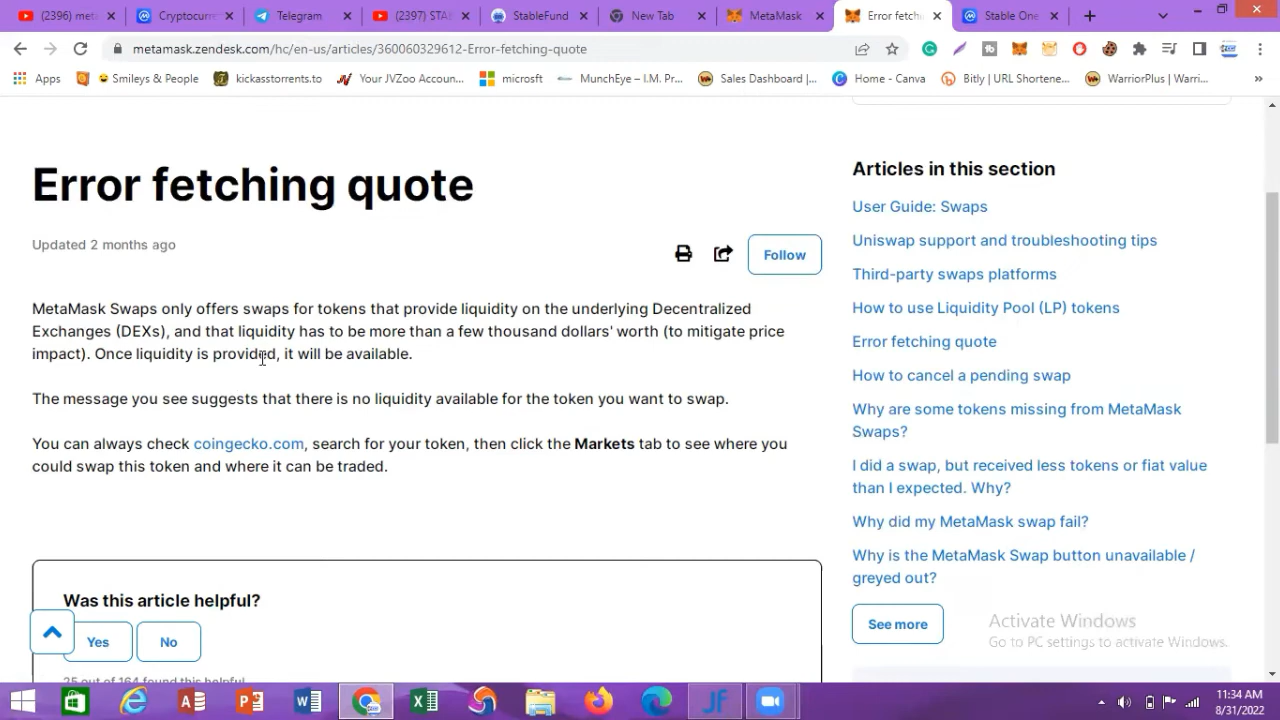 (2396) meta
Cryptocurr
Telegram
(2397) STA
StableFund
New Tab
MetaMask
Error fetch
Stable One
metamask.zendesk.com/hc/en-us/articles/360060329612-Error-fetching-quote
Apps
Smileys & People
kickasstorrents.to
Your JVZoo Accoun...
microsft
MunchEye – I.M. Pr...
Sales Dashboard |...
Home - Canva
Bitly | URL Shortene...
WarriorPlus | Warri...
»
Error fetching quote
Updated 2 months ago
Follow
MetaMask Swaps only offers swaps for tokens that provide liquidity on the underlying Decentralized
Exchanges (DEXs), and that liquidity has to be more than a few thousand dollars' worth (to mitigate price
impact). Once liquidity is provided, it will be available.
The message you see suggests that there is no liquidity available for the token you want to swap.
You can always check coingecko.com, search for your token, then click the Markets tab to see where you
could swap this token and where it can be traded.
Was this article helpful?
Yes
No
25 out of 164 found this helpful
Articles in this section
User Guide: Swaps
Uniswap support and troubleshooting tips
Third-party swaps platforms
How to use Liquidity Pool (LP) tokens
Error fetching quote
How to cancel a pending swap
Why are some tokens missing from MetaMask
Swaps?
I did a swap, but received less tokens or fiat value
than I expected. Why?
Why did my MetaMask swap fail?
Why is the MetaMask Swap button unavailable /
greyed out?
See more
Activate Windows
Go to PC settings to activate Windows.
11:34 AM
8/31/2022